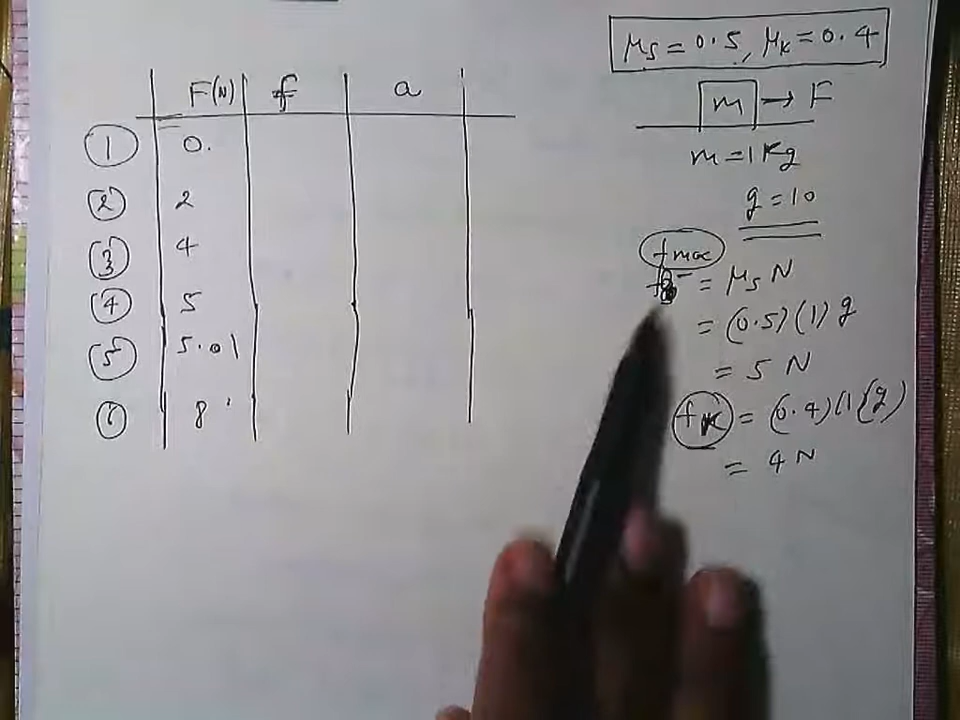 μs = 0.5, μk = 0.4
F(N) f a
m → F
① 0.
m = 1 Kg
② 2
g = 10
③ 4
fmax
= μs N
④ 5
= (0.5)(1) g
⑤ 5.01
= 5 N
⑥ 8
fk = (0.4)(1)(g)
= 4 N